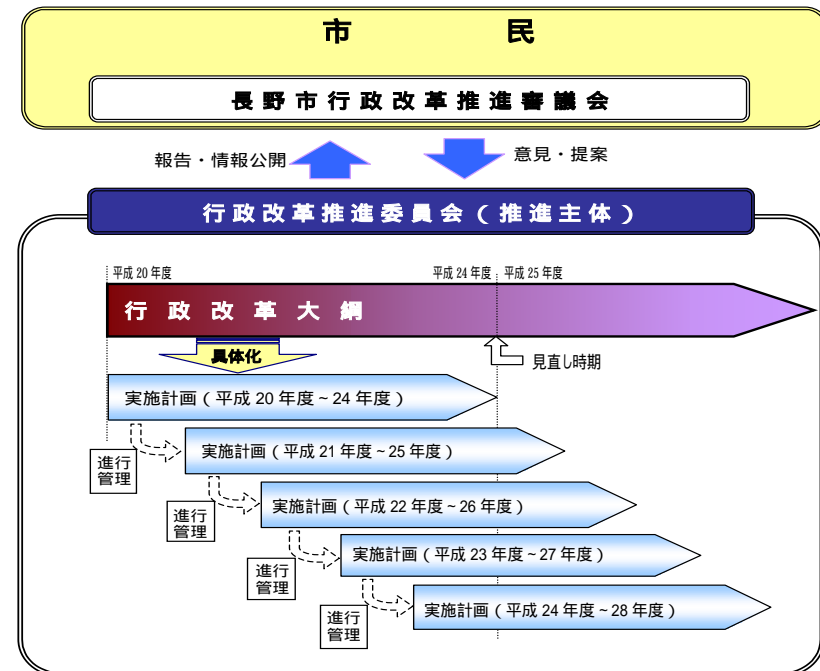 市 民
長野市行政改革推進審議会
報告・情報公開
意見・提案
行政改革推進委員会(推進主体)
平成20年度
平成24年度
平成25年度
行政改革大綱
具体化
見直し時期
実施計画(平成20年度~24年度)
進行
管理
実施計画(平成21年度~25年度)
進行
管理
実施計画(平成22年度~26年度)
進行
管理
実施計画(平成23年度~27年度)
進行
管理
実施計画(平成24年度~28年度)